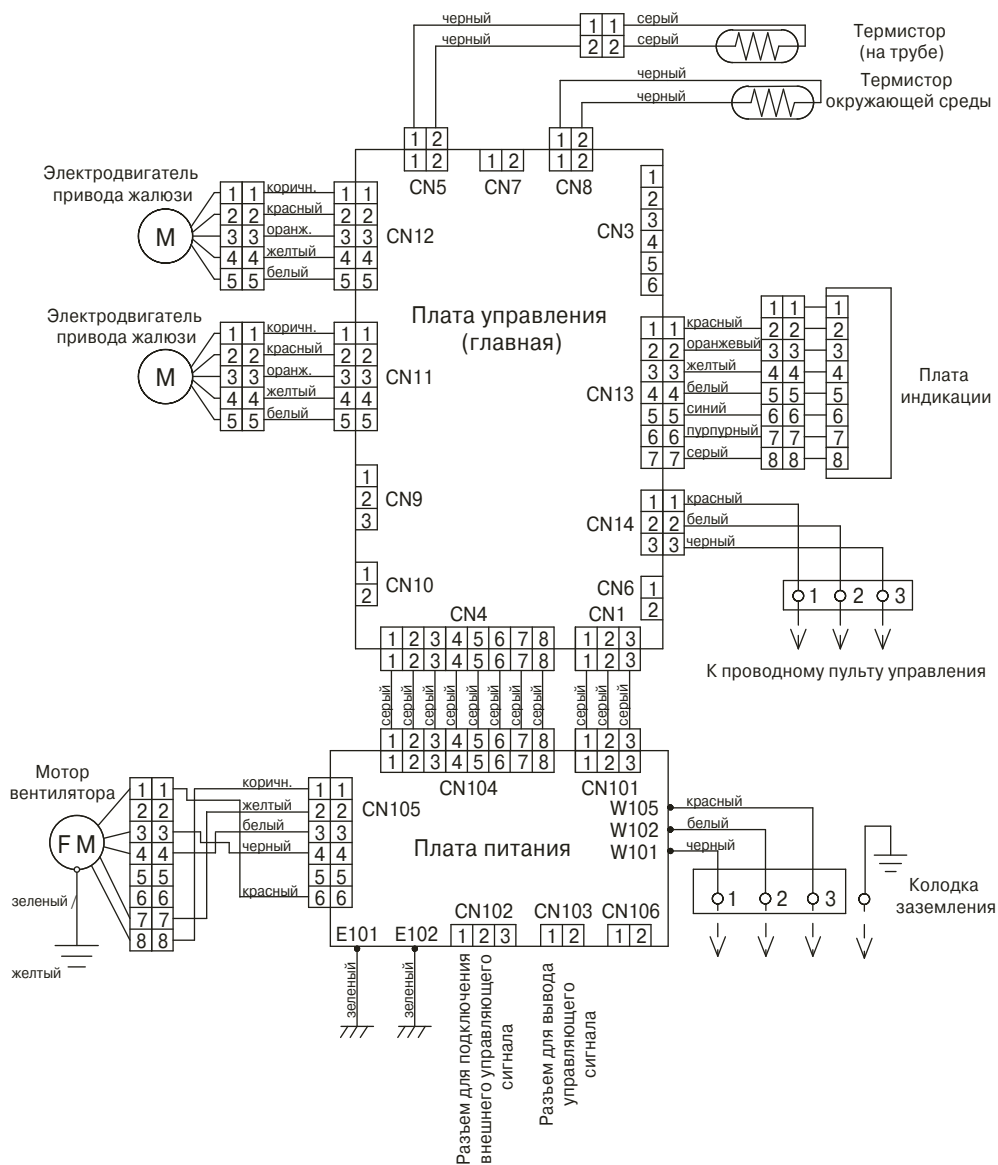 черный
1 1
серый
черный
2 2
серый
Термистор
(на трубе)
черный
черный
Термистор
окружающей среды
1 2
1 2
CN5
1 2
CN7
1 2
1 2
CN8
Электродвигатель
привода жалюзи
M
1 1 коричн. 1 1
2 2 красный 2 2
3 3 оранж. 3 3
4 4 желтый 4 4
5 5 белый 5 5
CN12
CN3
1
2
3
4
5
6
Плата управления
(главная)
Электродвигатель
привода жалюзи
M
1 1 коричн. 1 1
2 2 красный 2 2
3 3 оранж. 3 3
4 4 желтый 4 4
5 5 белый 5 5
CN11
CN13
1 1 красный
2 2 оранжевый
3 3 желтый
4 4 белый
5 5 синий
6 6 пурпурный
7 7 серый
1 1 1
2 2 2
3 3 3
4 4 4
5 5 5
6 6 6
7 7 7
8 8 8
Плата
индикации
1
2
3
CN9
CN14
1 1 красный
2 2 белый
3 3 черный
1
2
CN10
CN6
1
2
1 2 3
К проводному пульту управления
CN4
1 2 3 4 5 6 7 8
1 2 3 4 5 6 7 8
CN1
1 2 3
1 2 3
серый серый серый серый серый серый серый серый
серый серый серый
1 2 3 4 5 6 7 8
1 2 3 4 5 6 7 8
CN104
1 2 3
1 2 3
CN101
Мотор
вентилятора
F M
зеленый
желтый
1 1
2 2
3 3
4 4
5 5
6 6
7 7
8 8
коричн.
желтый
белый
черный
красный
1 1
2 2
3 3
4 4
5 5
6 6
CN105
Плата питания
W105
красный
W102
белый
W101
черный
1 2 3
Колодка
заземления
E101
E102
зеленый
зеленый
CN102
1 2 3
CN103
1 2
CN106
1 2
Разъем для подключения
внешнего управляющего
сигнала
Разъем для вывода
управляющего
сигнала